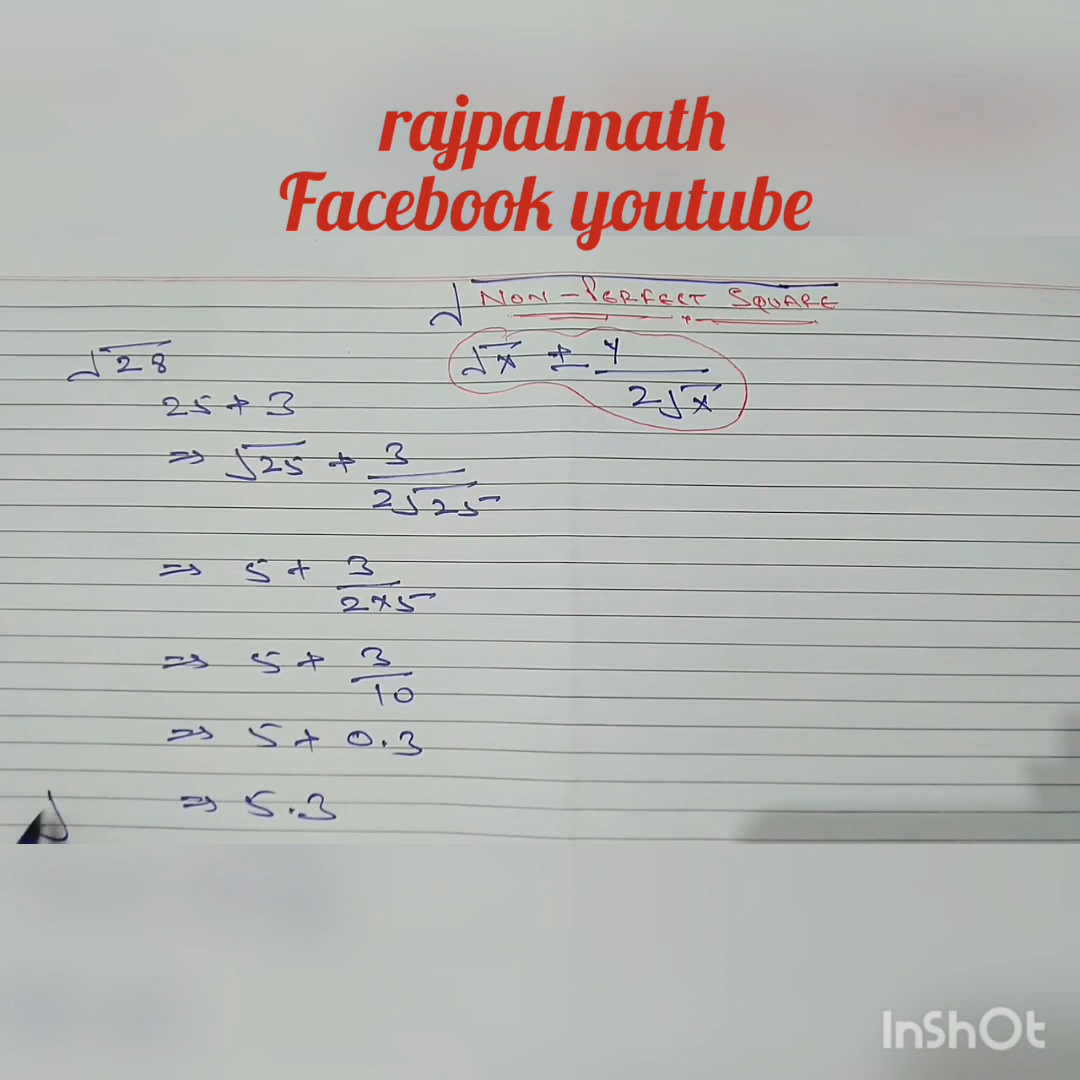 rajpalmath
Facebook youtube
√NON-PERFECT SQUARE
√x ± y/2√x
√28
25+3
⇒ √25 + 3/2√25
⇒ 5 + 3/2×5
⇒ 5 + 3/10
⇒ 5 + 0.3
⇒ 5.3
√
InShOt